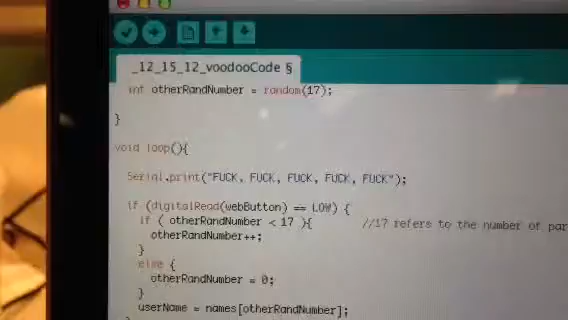 _12_15_12_voodooCode §
int otherRandNumber = random(17);
}
void loop(){
Serial.print("FUCK, FUCK, FUCK, FUCK, FUCK");
if (digitalRead(webButton) == LOW) {
if ( otherRandNumber < 17 ){ //17 refers to the number of par
otherRandNumber++;
}
else {
otherRandNumber = 0;
}
userName = names[otherRandNumber];